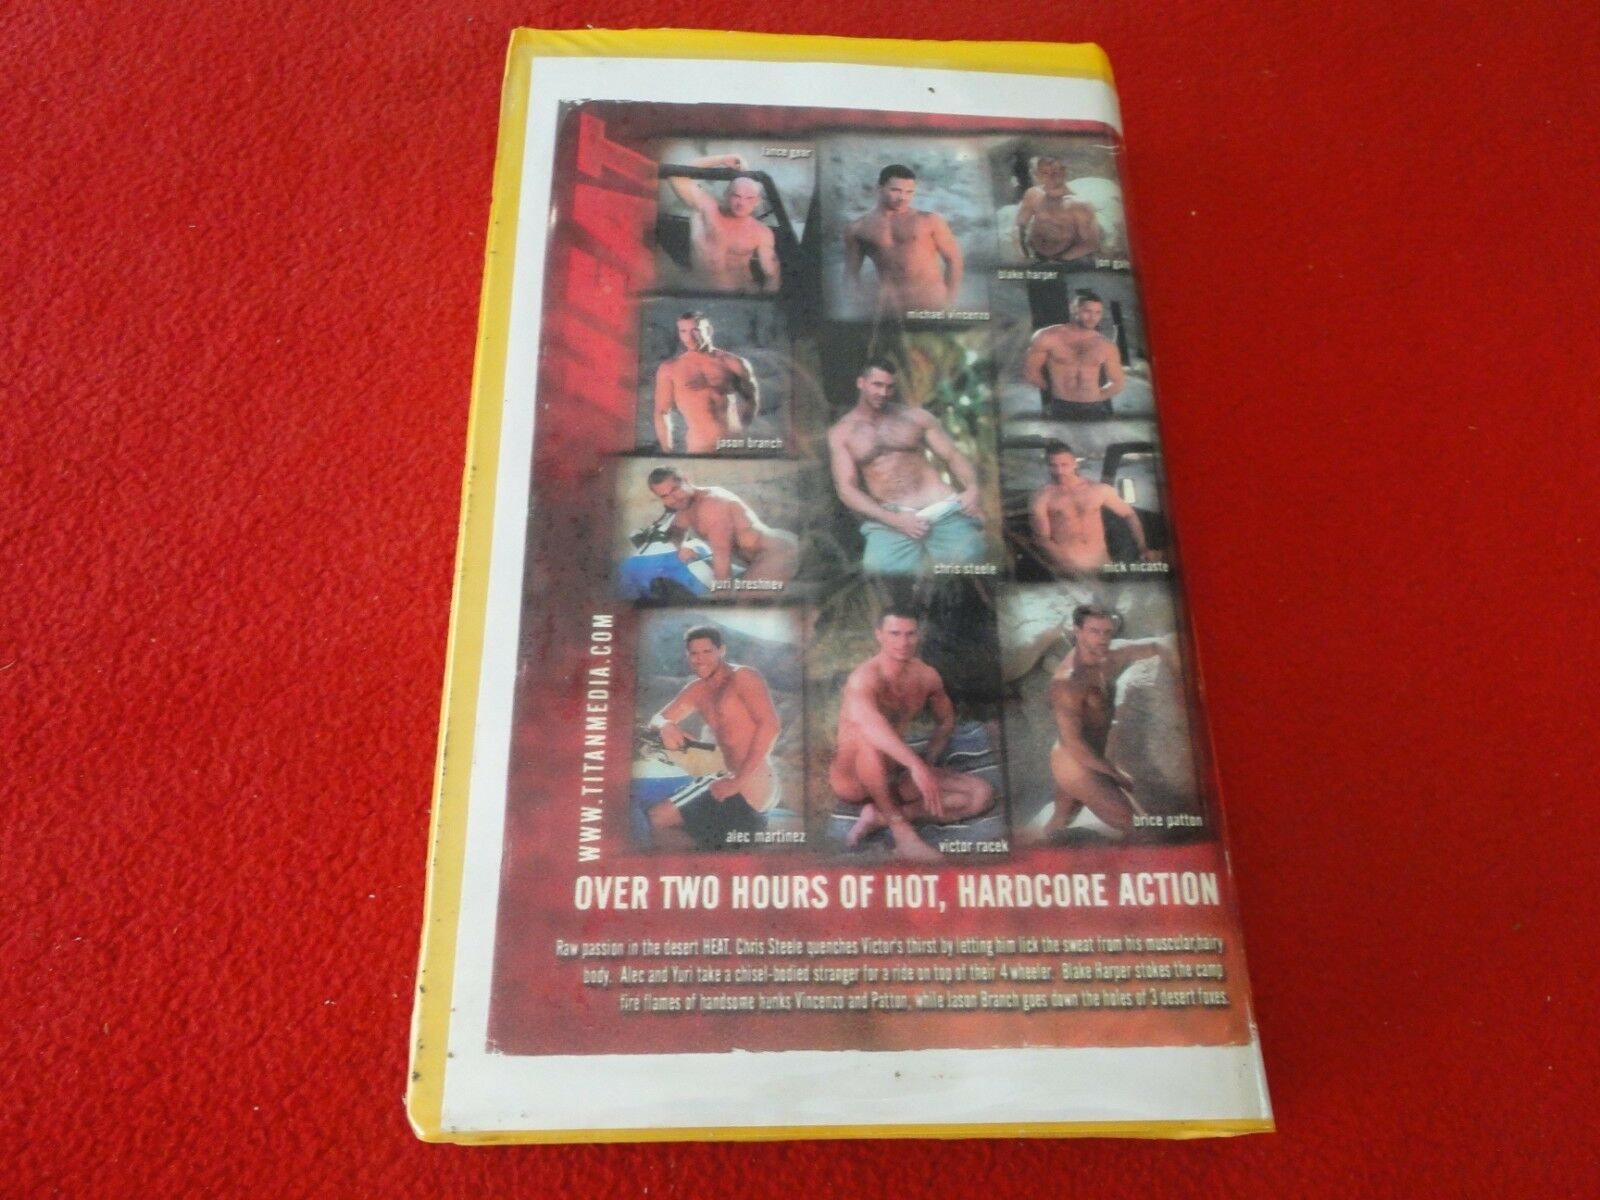 HEAT
lance gear
michael vincenzo
jon gal
blake harper
jason branch
yuri breshnev
chris steele
nick nicaste
alec martinez
victor racek
brice patton
WWW.TITANMEDIA.COM
OVER TWO HOURS OF HOT, HARDCORE ACTION
Raw passion in the desert HEAT. Chris Steele quenches Victor's thirst by letting him lick the sweat from his muscular,hairy
body. Alec and Yuri take a chisel-bodied stranger for a ride on top of their 4 wheeler. Blake Harper stokes the camp
fire flames of handsome hunks Vincenzo and Patton, while Jason Branch goes down the holes of 3 desert foxes.